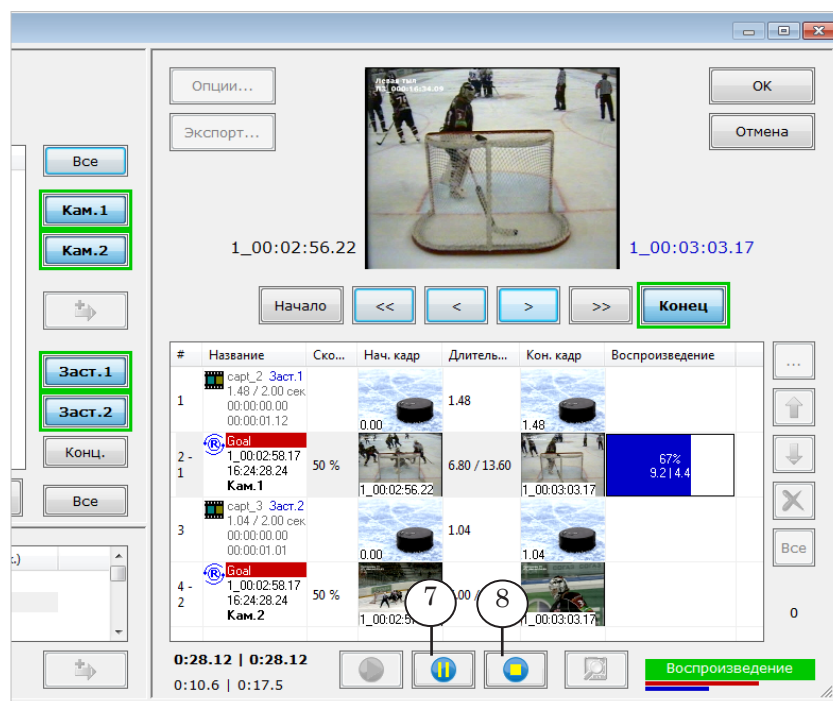 Опции...
OK
Экспорт...
Отмена
Левая тыл
Все
Кам.1
Кам.2
1_00:02:56.22
1_00:03:03.17
Начало
<<
<
>
>>
Конец
# Название Ско... Нач. кадр Длитель... Кон. кадр Воспроизведение
...
Заст.1
Заст.2
Конц.
Все
1
capt_2 Заст.1
1.48 / 2.00 сек
00:00:00.00
00:00:01.12
0.00
1.48
1.48
2 -
1
R
Goal
1_00:02:58.17
16:24:28.24
Кам.1
50 %
1_00:02:56.22
6.80 / 13.60
1_00:03:03.17
67%
9.2 | 4.4
3
capt_3 Заст.2
1.04 / 2.00 сек
00:00:00.00
00:00:01.01
0.00
1.04
1.04
Все
4 -
2
R
Goal
1_00:02:58.17
16:24:28.24
Кам.2
50 %
1_00:03:03.17
7
8
0
0:28.12 | 0:28.12
0:10.6 | 0:17.5
Воспроизведение